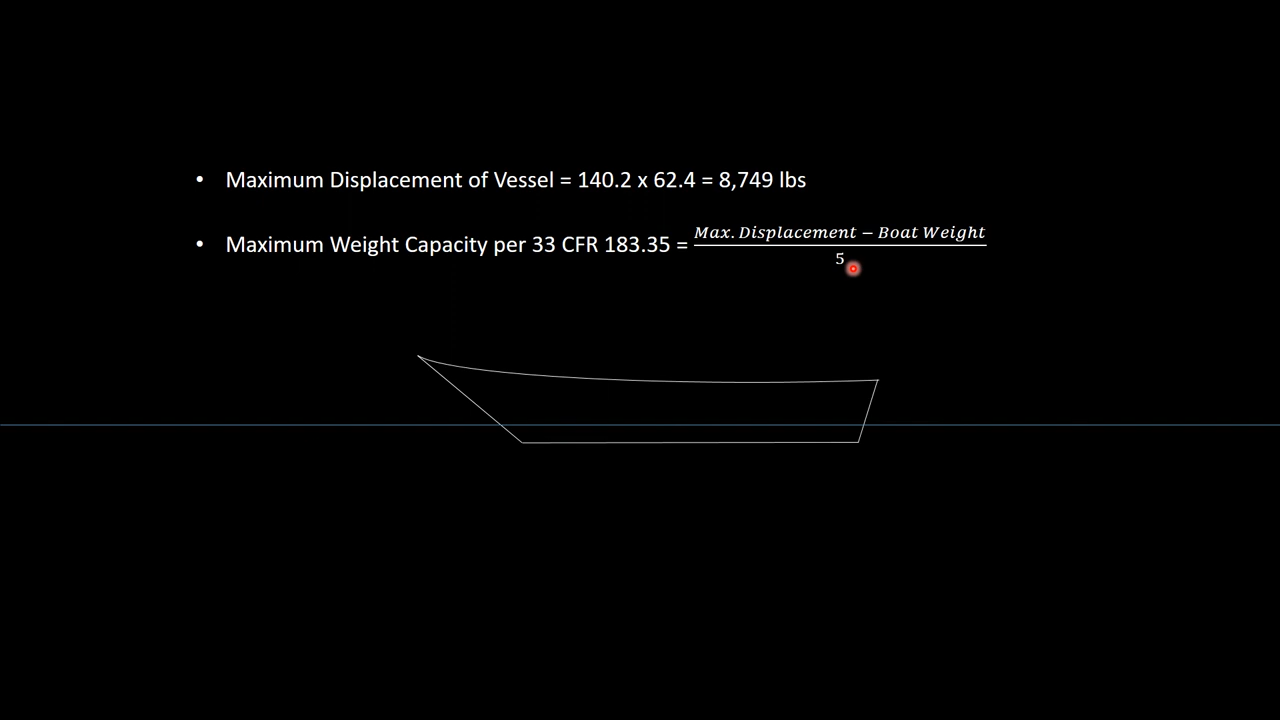 • Maximum Displacement of Vessel = 140.2 x 62.4 = 8,749 lbs
• Maximum Weight Capacity per 33 CFR 183.35 = Max. Displacement − Boat Weight
5